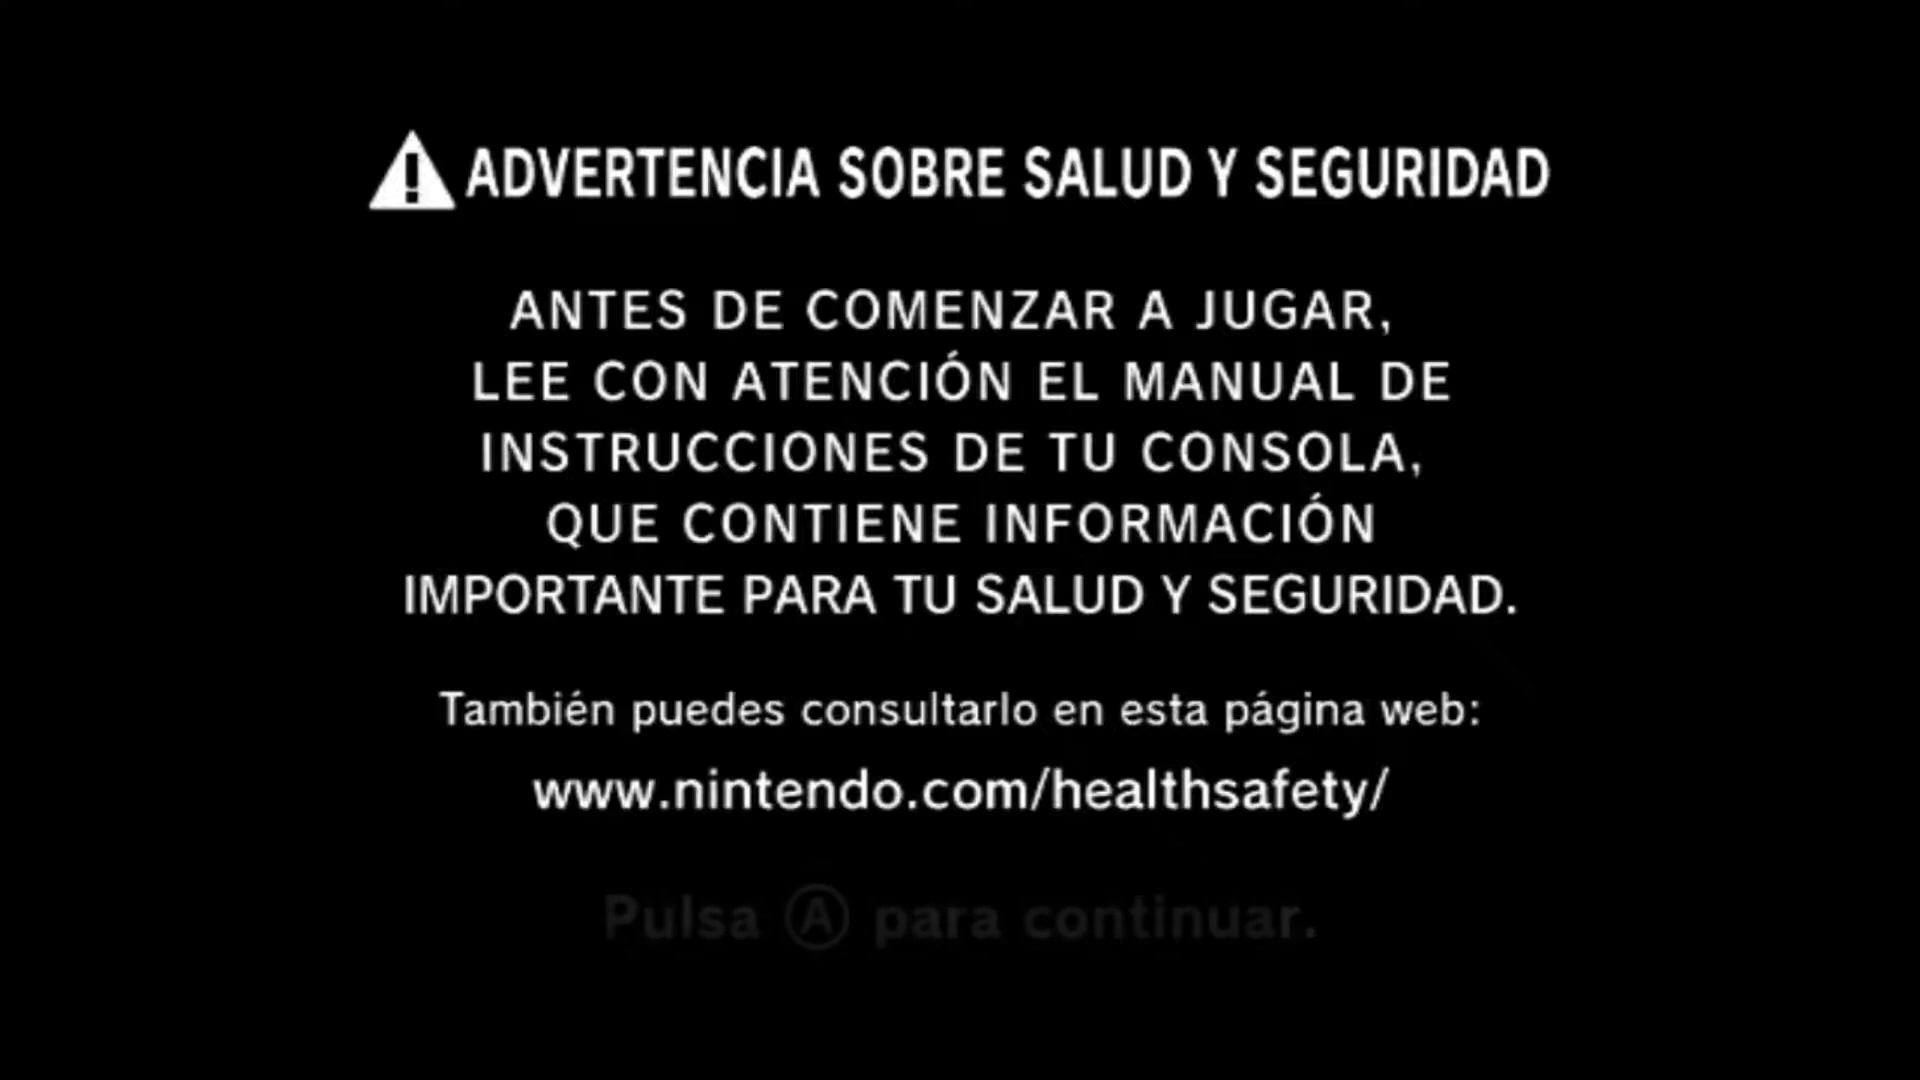 ADVERTENCIA SOBRE SALUD Y SEGURIDAD
ANTES DE COMENZAR A JUGAR,
LEE CON ATENCIÓN EL MANUAL DE
INSTRUCCIONES DE TU CONSOLA,
QUE CONTIENE INFORMACIÓN
IMPORTANTE PARA TU SALUD Y SEGURIDAD.
También puedes consultarlo en esta página web:
www.nintendo.com/healthsafety/
Pulsa Ⓐ para continuar.